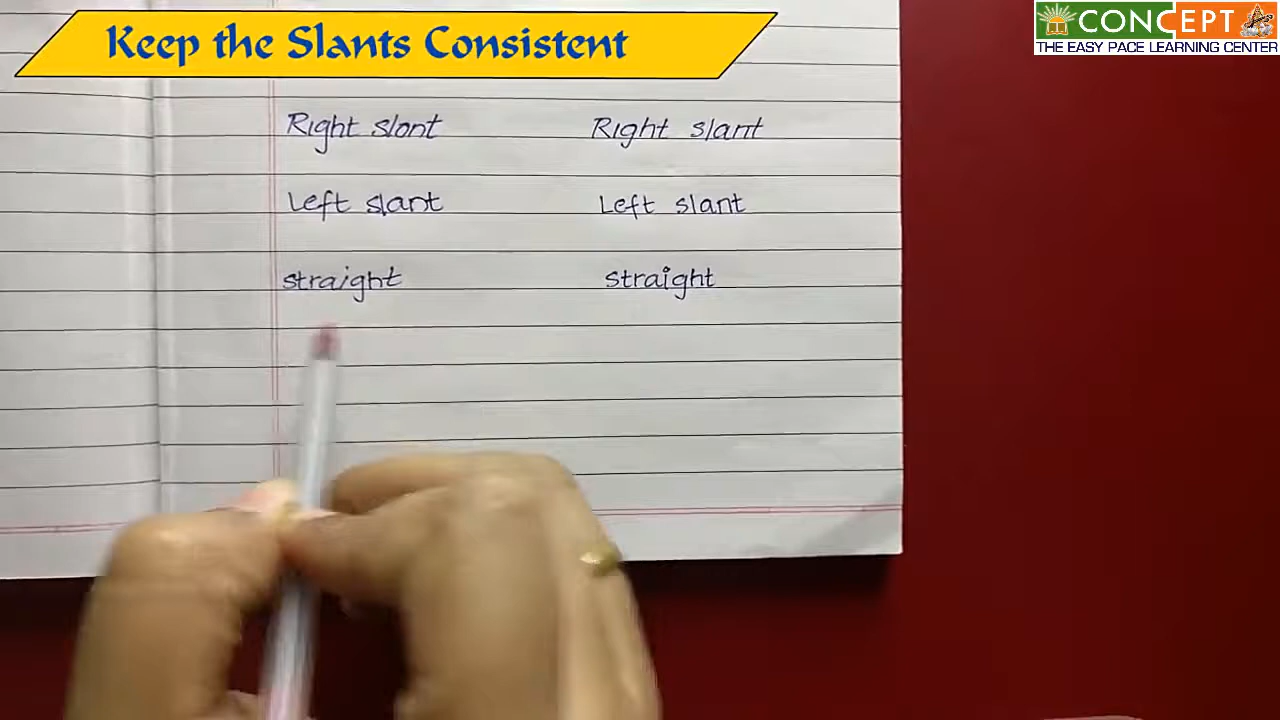 Keep the Slants Consistent
CONCEPT
THE EASY PACE LEARNING CENTER
Right slont Right slant
Left slant Left slant
straight straight